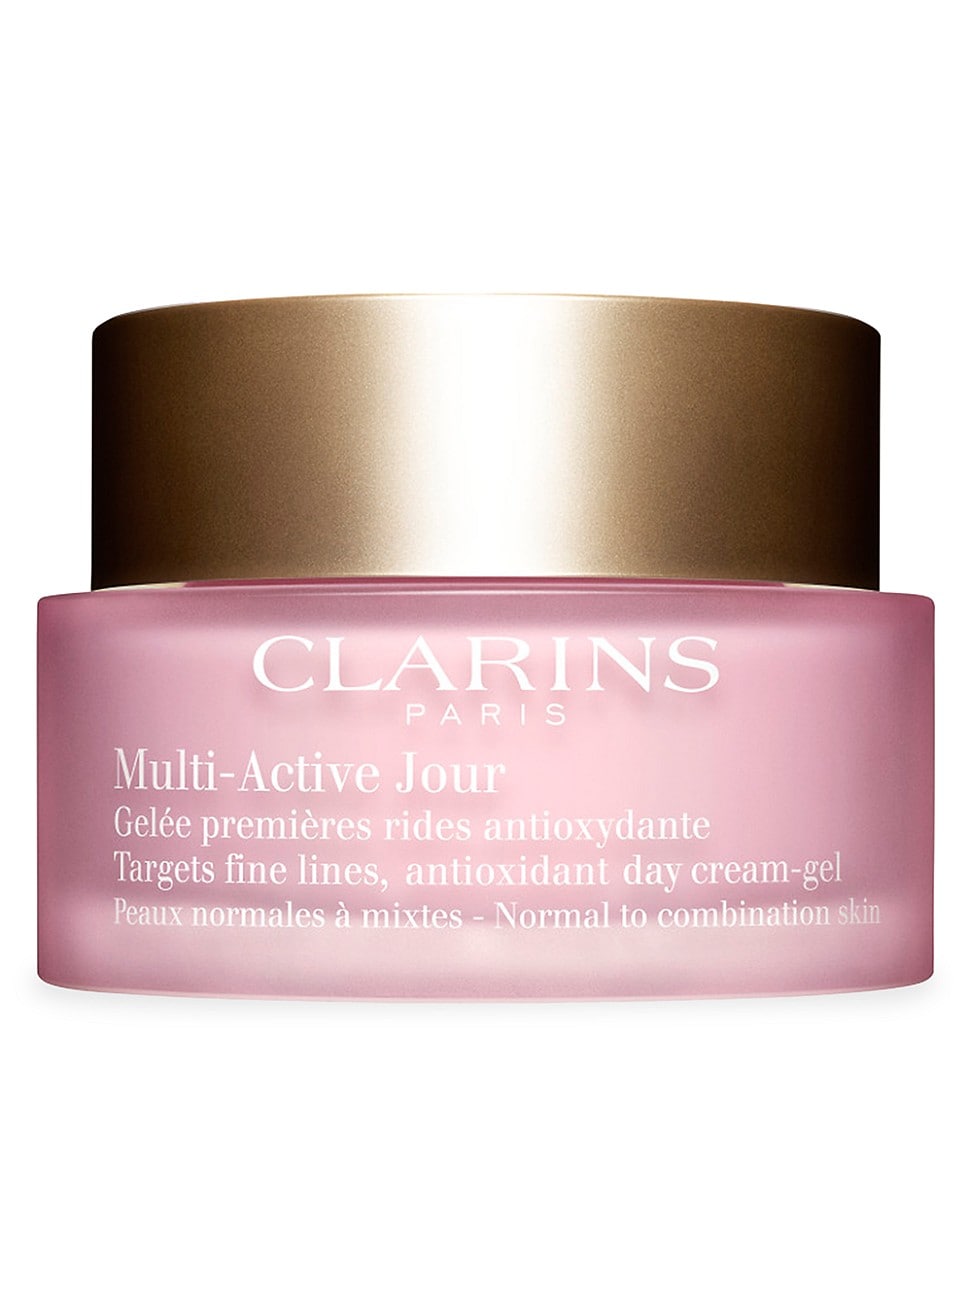 CLARINS
PARIS
Multi-Active Jour
Gelée premières rides antioxydante
Targets fine lines, antioxidant day cream-gel
Peaux normales à mixtes - Normal to combination skin